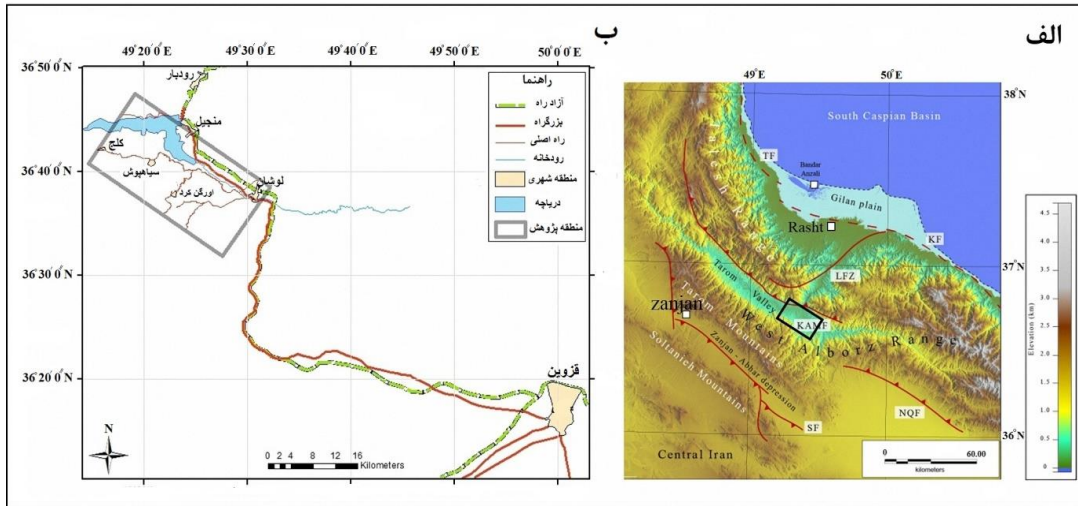 الف
ب
49°20'0"N
49°30'0"N
49°40'0"N
49°50'0"N
50°0'0"N
36°50'0"N
36°40'0"N
36°30'0"N
36°20'0"N
رودبار
منجیل
کلج
سیاهپوش
اورگن کرد
لوشان
قزوین
راهنما
آزاد راه
بزرگراه
راه اصلی
رودخانه
منطقه شهری
دریاچه
منطقه پژوهش
N
0 2 4 8 12 16
Kilometers
49°E
50°E
38°N
37°N
36°N
South Caspian Basin
TF
Bandar
Anzali
Talesh Range
Gilan plain
Rasht
KF
LFZ
Tarom Valley
zanjan
Tarom Mountains
KAMF
West Alborz Range
Zanjan - Abhar depression
Soltanieh Mountains
NQF
SF
Central Iran
0 60.00
kilometers
Elevation (km)
4.5
4.0
3.5
3.0
2.5
2.0
1.5
1.0
0.5
0